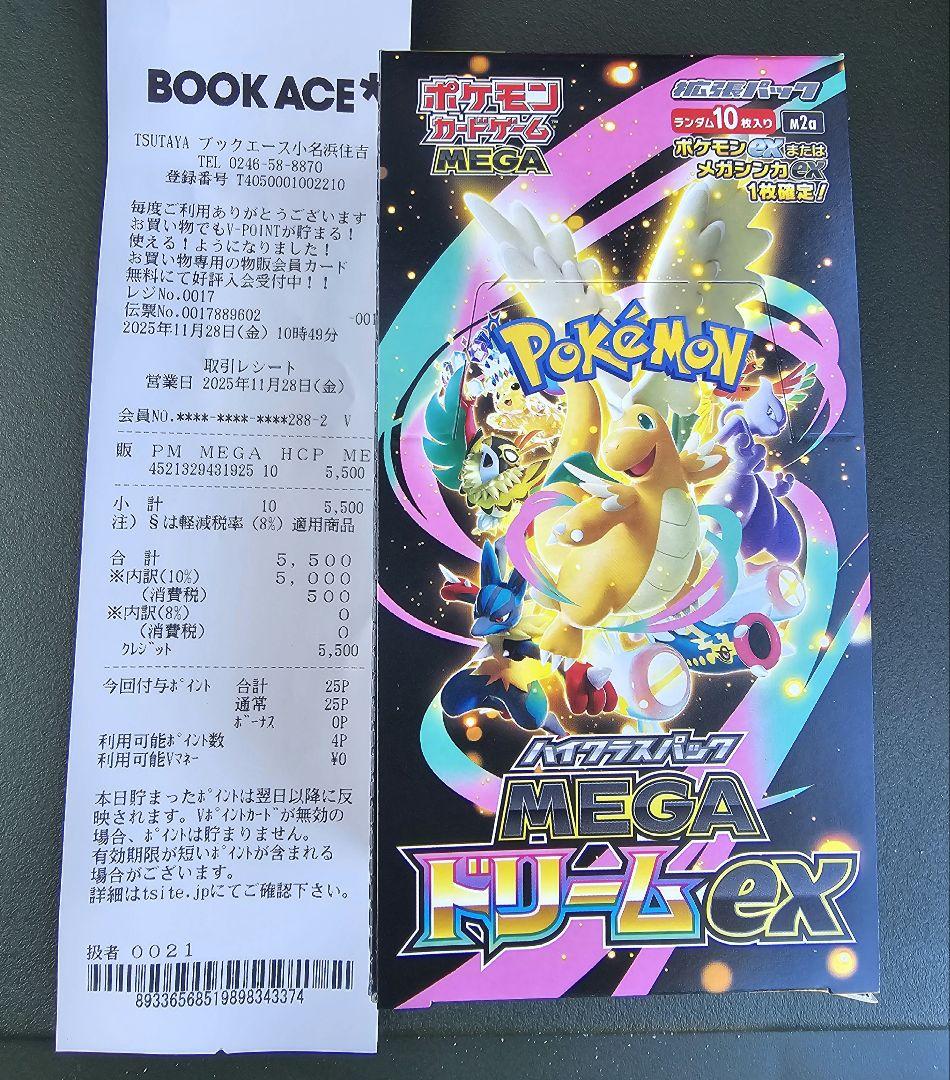 BOOK ACE*
TSUTAYA ブックエース小名浜住吉
TEL 0246-58-8870
登録番号 T4050001002210
毎度ご利用ありがとうございます
お買い物でもV-POINTが貯まる!
使える!ようになりました!
お買い物専用の物販会員カード
無料にて好評入会受付中!!
レジNo.0017
伝票No.0017889602 -001
2025年11月28日(金) 10時49分
取引レシート
営業日 2025年11月28日(金)
会員NO.****-****-****288-2 V
販 PM MEGA HCP ME
4521329431925 10 5,500
小 計 10 5,500
注) §は軽減税率(8%)適用商品
合 計 5,500
※内訳(10%) 5,000
(消費税) 500
※内訳(8%) 0
(消費税) 0
クレジット 5,500
今回付与ポイント 合計 25P
通常 25P
ボーナス 0P
利用可能ポイント数 4P
利用可能Vマネー ¥0
本日貯まったポイントは翌日以降に反
映されます。Vポイントカードが無効の
場合、ポイントは貯まりません。
有効期限が短いポイントが含まれる
場合がございます。
詳細はtsite.jpにてご確認下さい。
扱者 0021
89336568519898343374
ポケモン
カードゲーム
MEGA
拡張パック
ランダム10枚入り M2a
ポケモンexまたは
メガシンカex
1枚確定!
POKéMON
ハイクラスパック
MEGA
ドリームex